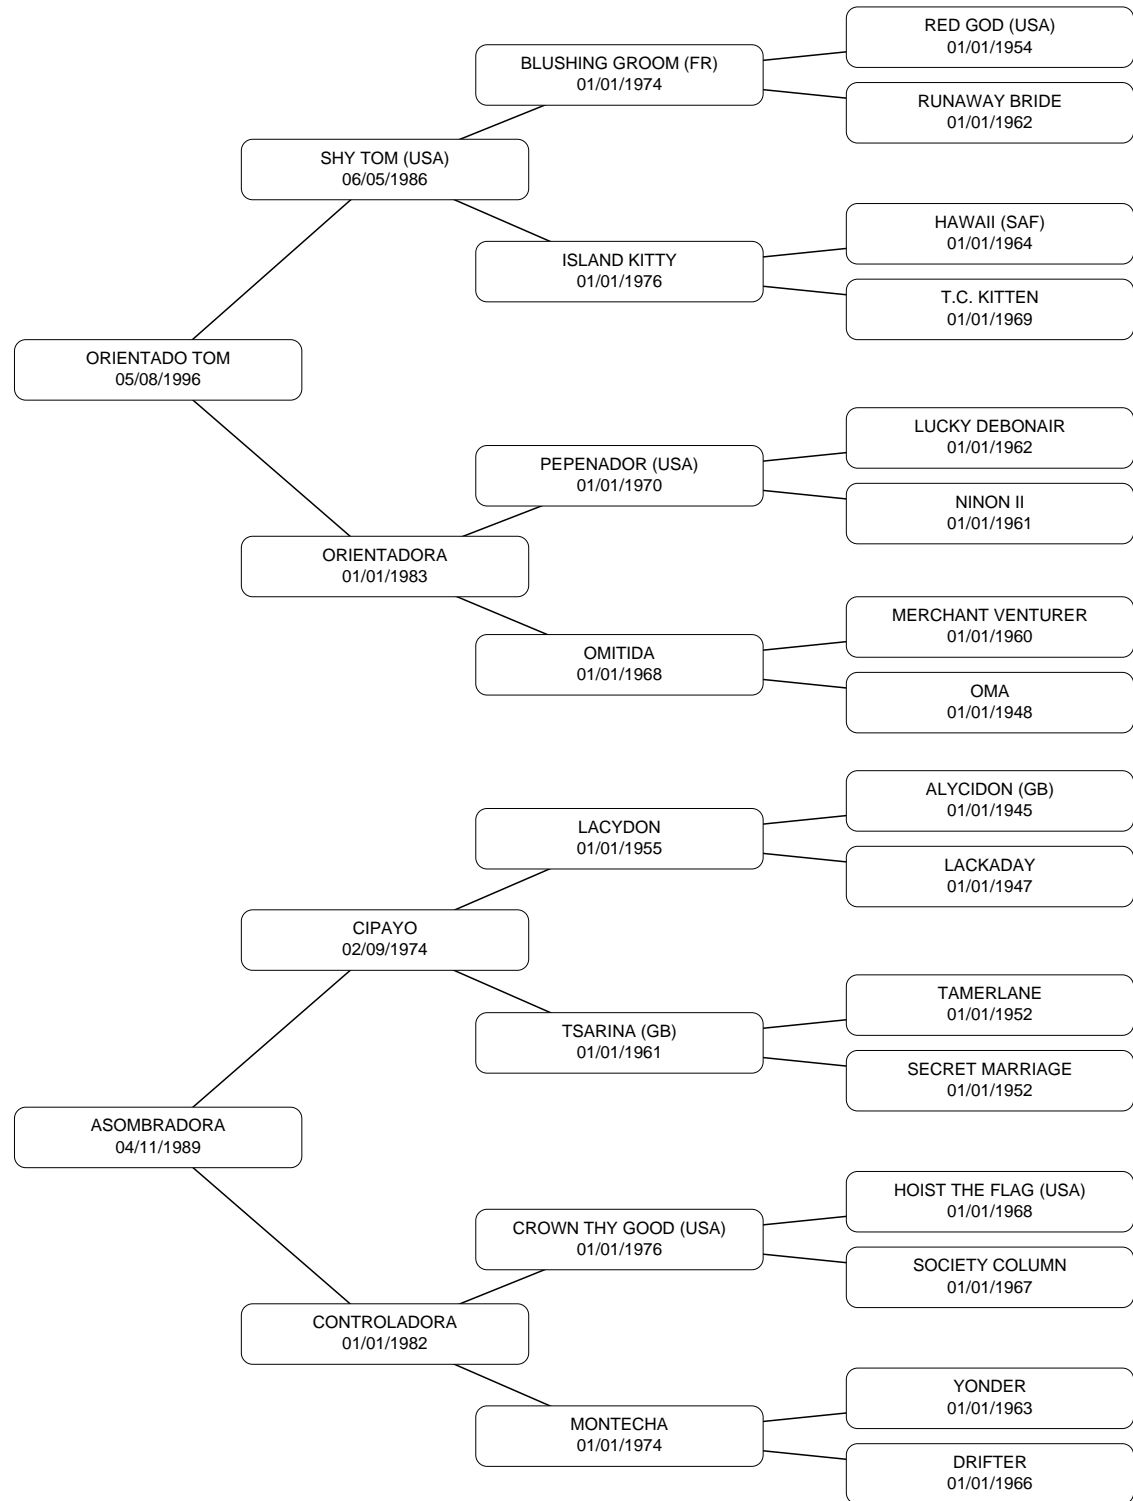 RED GOD (USA)
01/01/1954
BLUSHING GROOM (FR)
01/01/1974
RUNAWAY BRIDE
01/01/1962
SHY TOM (USA)
06/05/1986
HAWAII (SAF)
01/01/1964
ISLAND KITTY
01/01/1976
T.C. KITTEN
01/01/1969
ORIENTADO TOM
05/08/1996
LUCKY DEBONAIR
01/01/1962
PEPENADOR (USA)
01/01/1970
NINON II
01/01/1961
ORIENTADORA
01/01/1983
MERCHANT VENTURER
01/01/1960
OMITIDA
01/01/1968
OMA
01/01/1948
ALYCIDON (GB)
01/01/1945
LACYDON
01/01/1955
LACKADAY
01/01/1947
CIPAYO
02/09/1974
TAMERLANE
01/01/1952
TSARINA (GB)
01/01/1961
SECRET MARRIAGE
01/01/1952
ASOMBRADORA
04/11/1989
HOIST THE FLAG (USA)
01/01/1968
CROWN THY GOOD (USA)
01/01/1976
SOCIETY COLUMN
01/01/1967
CONTROLADORA
01/01/1982
YONDER
01/01/1963
MONTECHA
01/01/1974
DRIFTER
01/01/1966